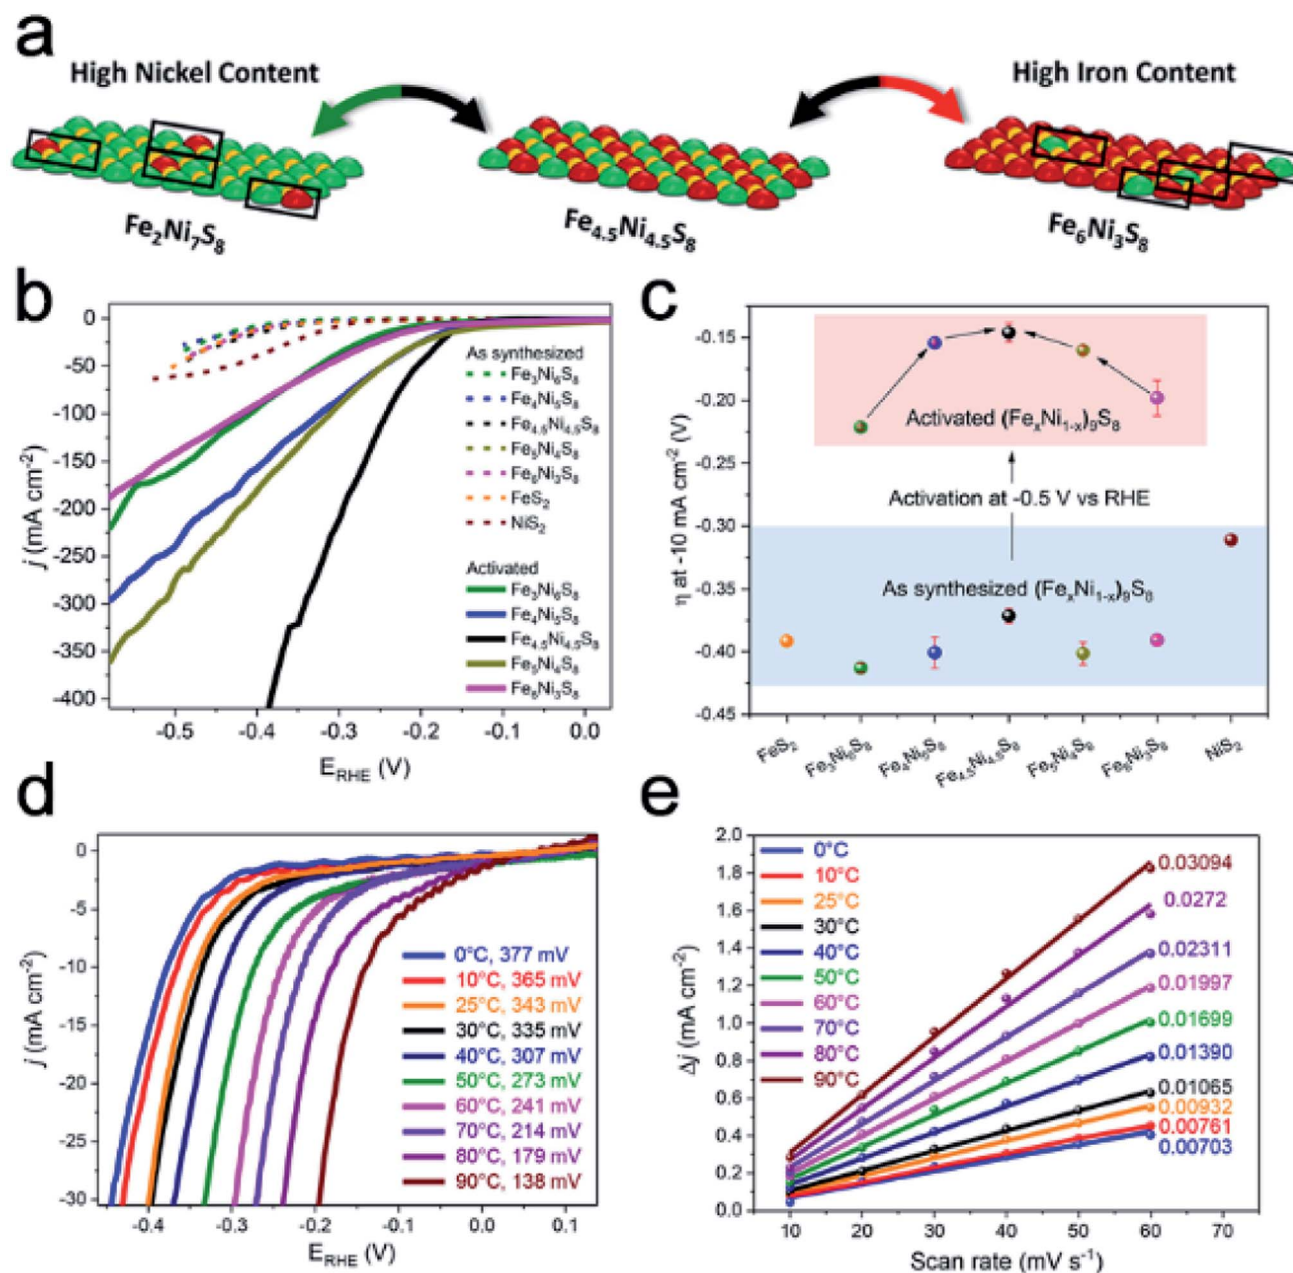 a
High Nickel Content
High Iron Content
Fe₂Ni₇S₈
Fe₄.₅Ni₄.₅S₈
Fe₆Ni₃S₈
b
0
-50
-100
-150
-200
-250
-300
-350
-400
j (mA cm⁻²)
As synthesized
Fe₃Ni₆S₈
Fe₄Ni₅S₈
Fe₄.₅Ni₄.₅S₈
Fe₅Ni₄S₈
Fe₆Ni₃S₈
FeS₂
NiS₂
Activated
Fe₃Ni₆S₈
Fe₄Ni₅S₈
Fe₄.₅Ni₄.₅S₈
Fe₅Ni₄S₈
Fe₆Ni₃S₈
-0.5 -0.4 -0.3 -0.2 -0.1 0.0
E_RHE (V)
c
-0.15
-0.20
-0.25
-0.30
-0.35
-0.40
-0.45
η at -10 mA cm⁻² (V)
Activated (FeₓNi₁₋ₓ)₉S₈
Activation at -0.5 V vs RHE
As synthesized (FeₓNi₁₋ₓ)₉S₈
FeS₂
Fe₃Ni₆S₈
Fe₄Ni₅S₈
Fe₄.₅Ni₄.₅S₈
Fe₅Ni₄S₈
Fe₆Ni₃S₈
NiS₂
d
0
-5
-10
-15
-20
-25
-30
j (mA cm⁻²)
0°C, 377 mV
10°C, 365 mV
25°C, 343 mV
30°C, 335 mV
40°C, 307 mV
50°C, 273 mV
60°C, 241 mV
70°C, 214 mV
80°C, 179 mV
90°C, 138 mV
-0.4 -0.3 -0.2 -0.1 0.0 0.1
E_RHE (V)
e
2.0
1.8
1.6
1.4
1.2
1.0
0.8
0.6
0.4
0.2
0.0
Δj (mA cm⁻²)
0°C
10°C
25°C
30°C
40°C
50°C
60°C
70°C
80°C
90°C
0.03094
0.0272
0.02311
0.01997
0.01699
0.01390
0.01065
0.00932
0.00761
0.00703
10 20 30 40 50 60 70
Scan rate (mV s⁻¹)